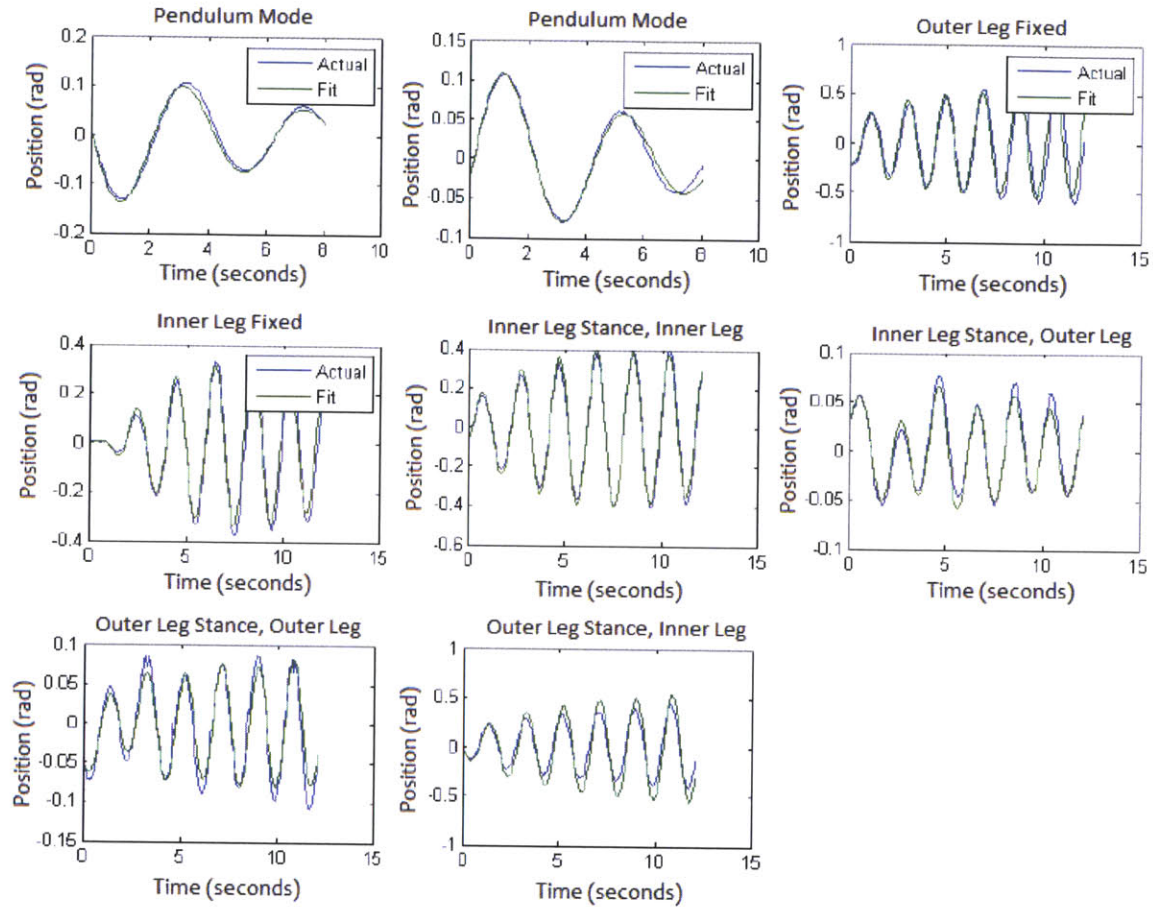 Pendulum Mode
0.2
0.1
0
-0.1
0.2
0 2 4 6 8 10
Position (rad)
Time (seconds)
Actual
Fit
Pendulum Mode
0.15
0.1
0.05
0
-0.05
0.1
0 2 4 6 8 10
Position (rad)
Time (seconds)
Actual
Fit
Outer Leg Fixed
1
0.5
0
-0.5
-1
0 5 10 15
Position (rad)
Time (seconds)
Actual
Fit
Inner Leg Fixed
0.4
0.2
0
-0.2
-0.4
0 5 10 15
Position (rad)
Time (seconds)
Actual
Fit
Inner Leg Stance, Inner Leg
0.4
0.2
0
-0.2
-0.4
0.6
0 5 10 15
Position (rad)
Time (seconds)
Inner Leg Stance, Outer Leg
0.1
0.05
0
-0.05
-0.1
0 5 10 15
Position (rad)
Time (seconds)
Outer Leg Stance, Outer Leg
0.1
0.05
0
-0.05
-0.1
-0.15
0 5 10 15
Position (rad)
Time (seconds)
Outer Leg Stance, Inner Leg
1
0.5
0
-0.5
-1
0 5 10 15
Position (rad)
Time (seconds)